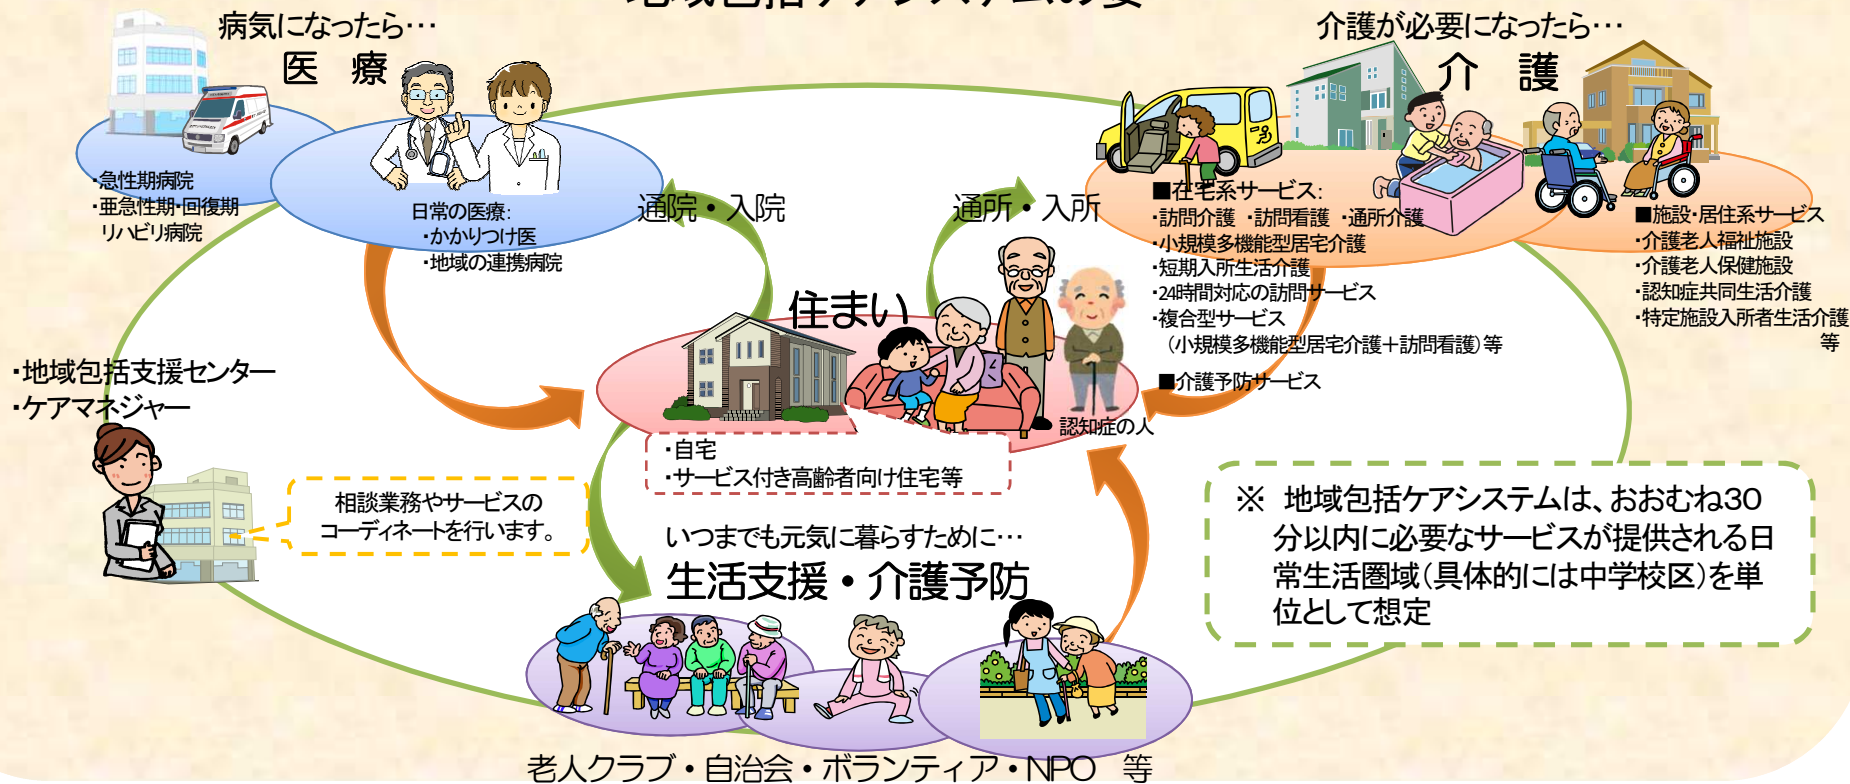 病気になったら…
医 療
・急性期病院
・亜急性期・回復期
リハビリ病院
日常の医療:
・かかりつけ医
・地域の連携病院
通院・入院
通所・入所
介護が必要になったら…
介 護
■在宅系サービス:
・訪問介護 ・訪問看護 ・通所介護
・小規模多機能型居宅介護
・短期入所生活介護
・24時間対応の訪問サービス
・複合型サービス
(小規模多機能型居宅介護+訪問看護)等
■介護予防サービス
■施設・居住系サービス
・介護老人福祉施設
・介護老人保健施設
・認知症共同生活介護
・特定施設入所者生活介護
等
住まい
認知症の人
・自宅
・サービス付き高齢者向け住宅等
・地域包括支援センター
・ケアマネジャー
相談業務やサービスの
コーディネートを行います。
いつまでも元気に暮らすために…
生活支援・介護予防
老人クラブ・自治会・ボランティア・NPO 等
※ 地域包括ケアシステムは、おおむね30
分以内に必要なサービスが提供される日
常生活圏域(具体的には中学校区)を単
位として想定